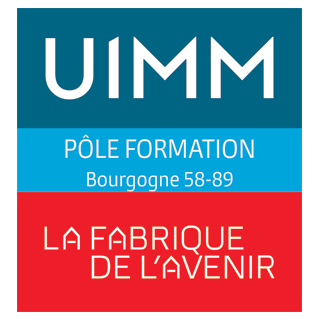 UIMM
PÔLE FORMATION
Bourgogne 58-89
LA FABRIQUE
DE L'AVENIR